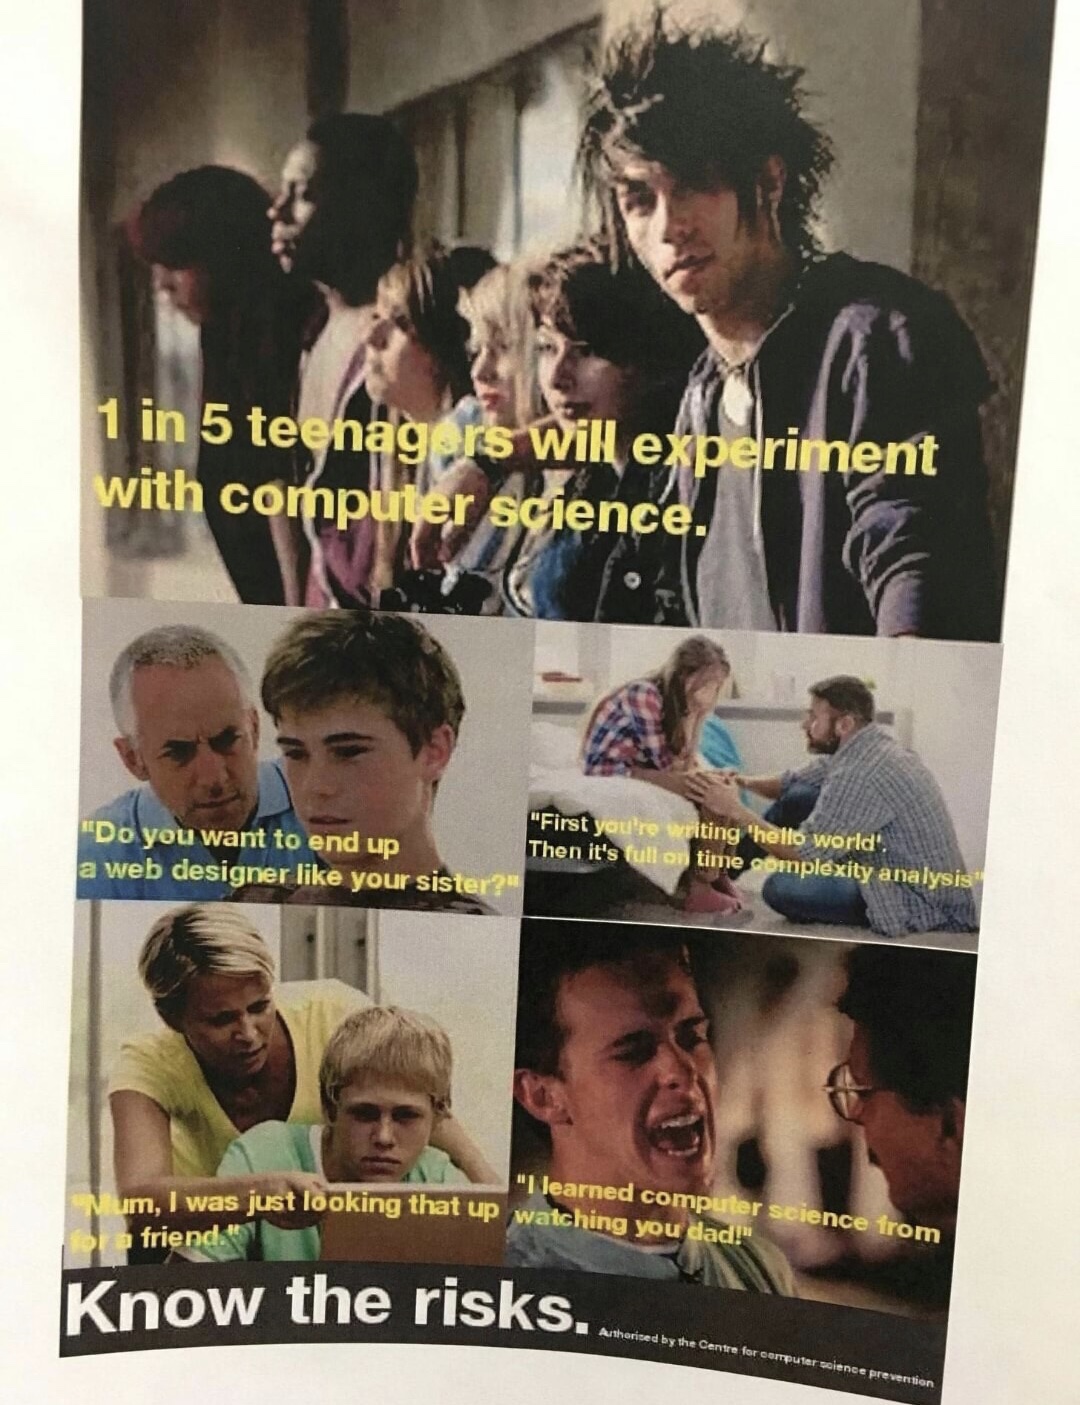 1 in 5 teenagers will experiment
with computer science.
"Do you want to end up
a web designer like your sister?"
"First you're writing 'hello world'.
Then it's full on time complexity analysis"
"Mum, I was just looking that up
for a friend."
"I learned computer science from
watching you dad!"
Know the risks.
Authorised by the Centre for computer science prevention